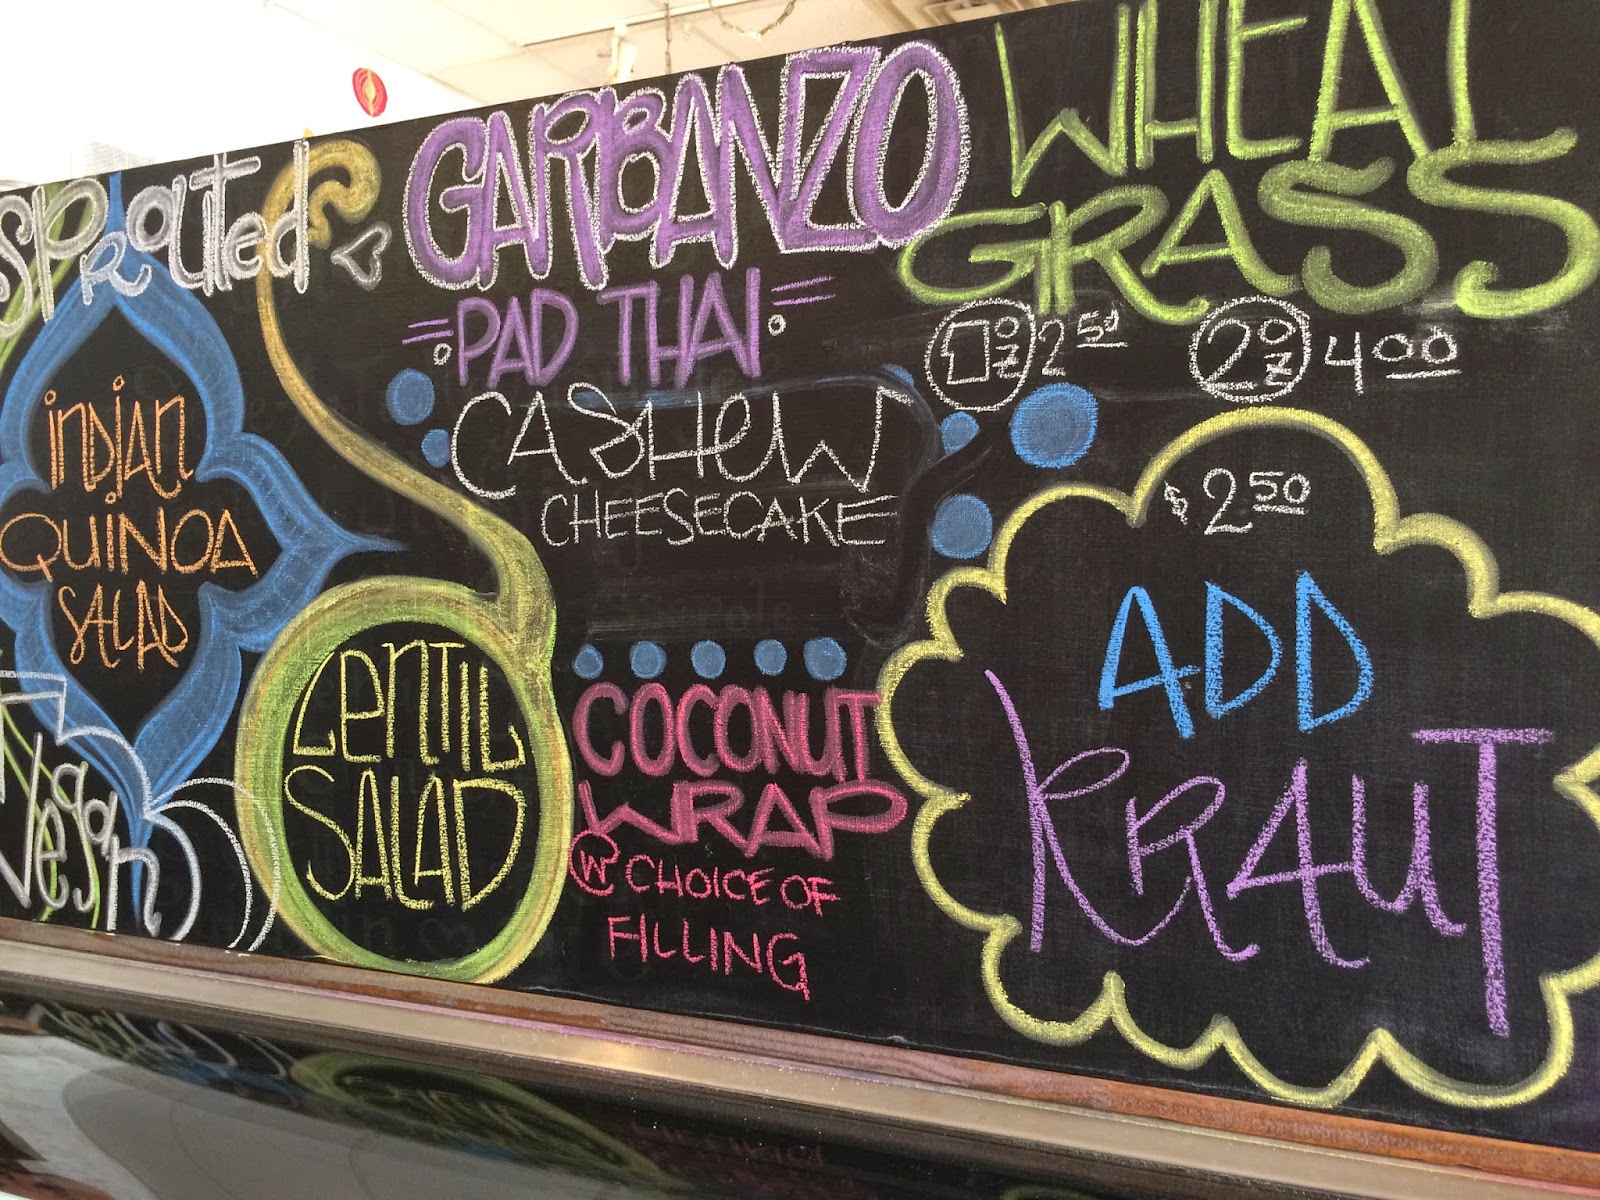 sprouted
INDIAN
QUINOA
SALAD
Vegan
LENTIL
SALAD
GARBANZO
PAD THAI
CASHEW
CHEESECAKE
COCONUT
WRAP
W CHOICE OF
FILLING
WHEAT
GRASS
1oz 2 50 2oz 4 00
$2 50
ADD
KRAUT